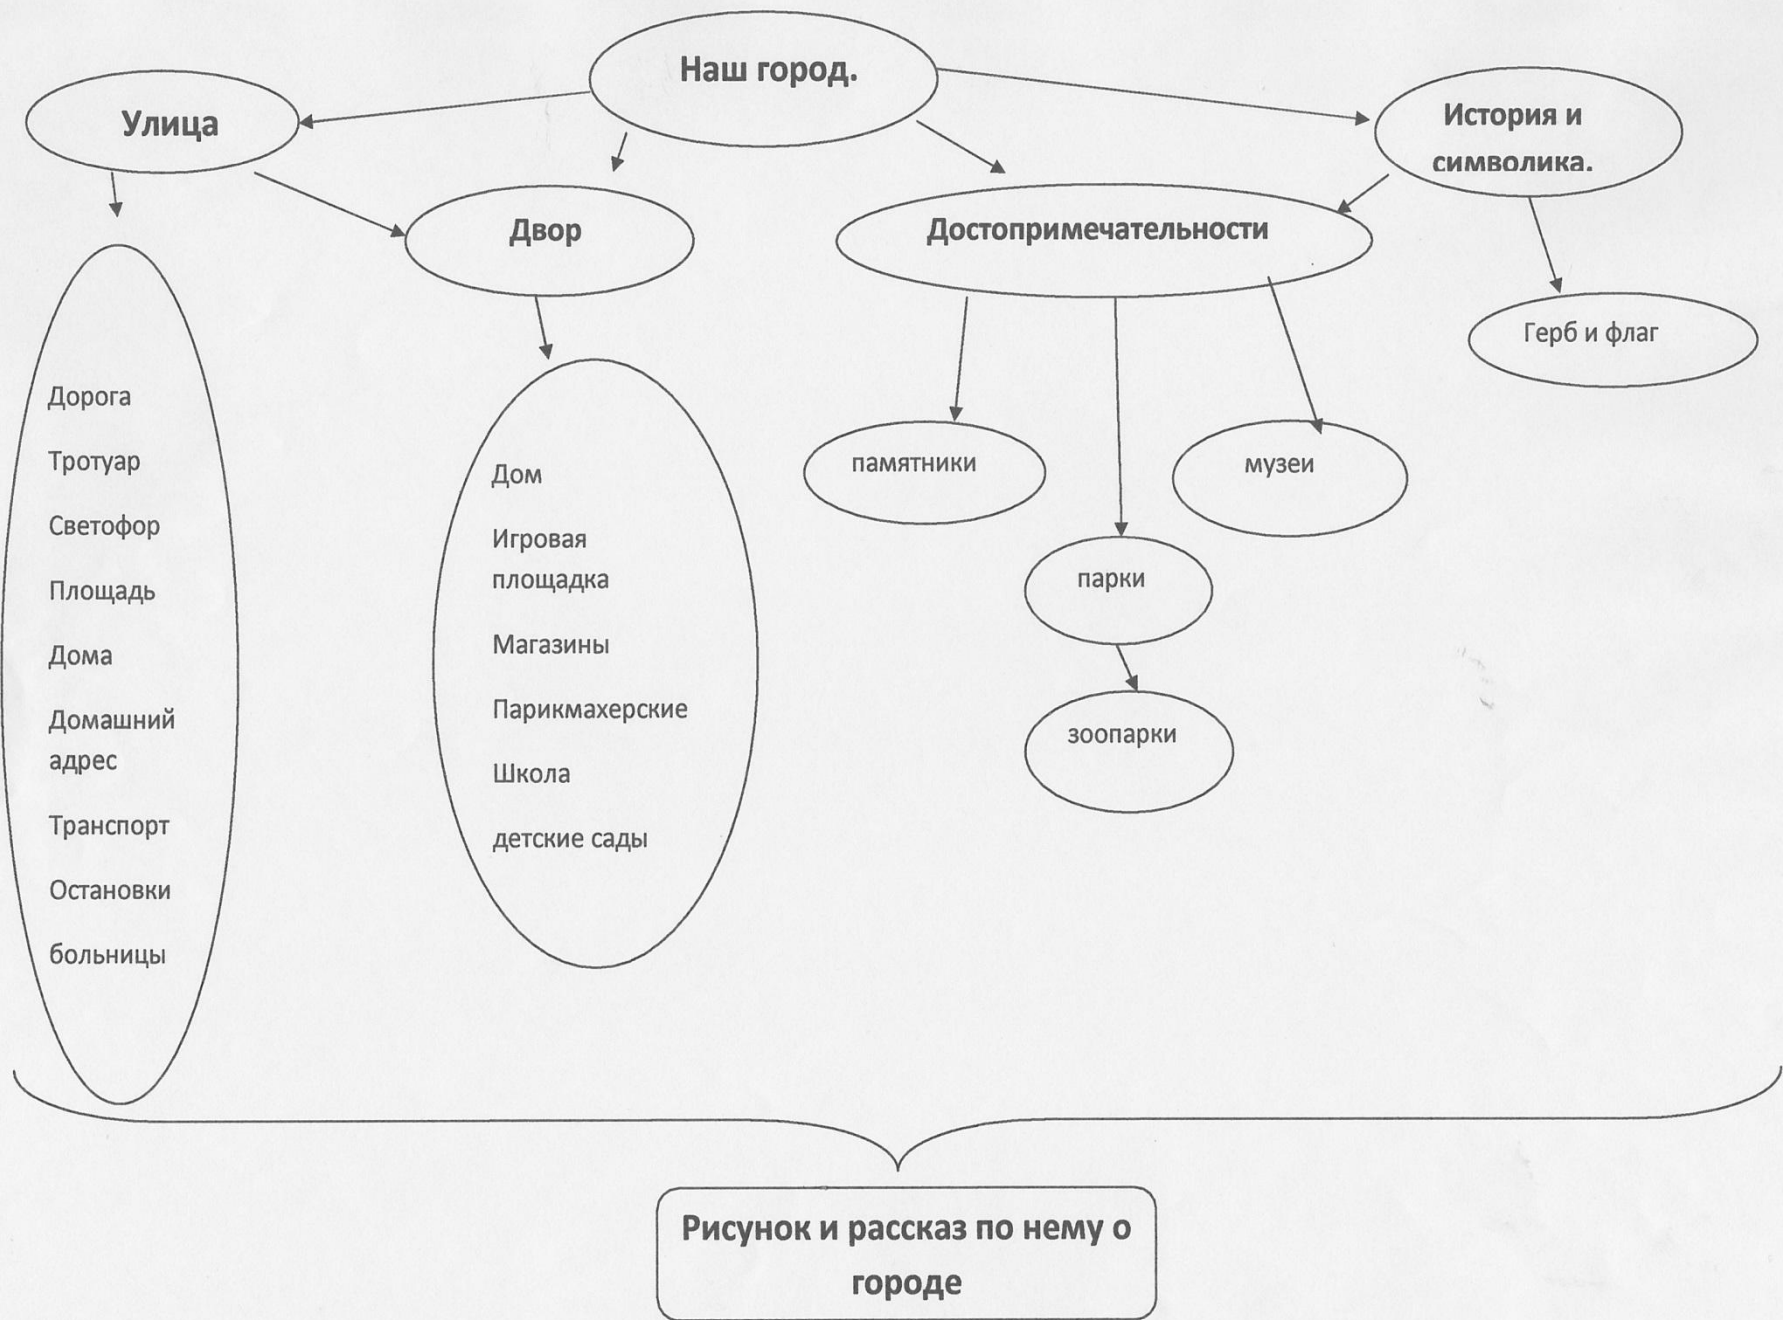 Наш город.
Улица
История и
символика.
Двор
Достопримечательности
Герб и флаг
Дорога
Тротуар
Светофор
Площадь
Дома
Домашний
адрес
Транспорт
Остановки
больницы
Дом
Игровая
площадка
Магазины
Парикмахерские
Школа
детские сады
памятники
музеи
парки
зоопарки
Рисунок и рассказ по нему о
городе